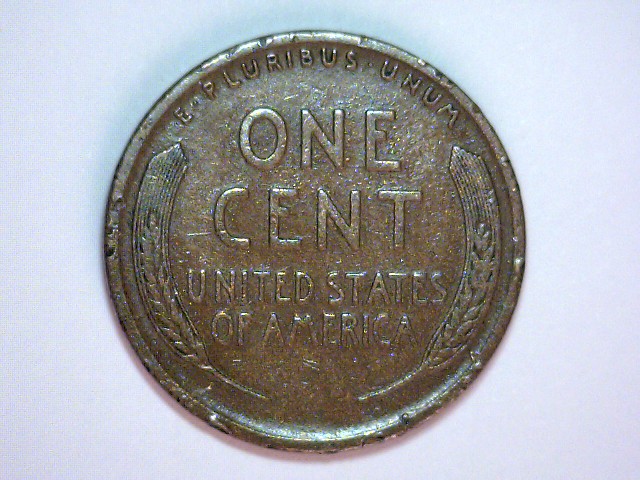 E · PLURIBUS · UNUM
ONE
CENT
UNITED STATES
OF AMERICA